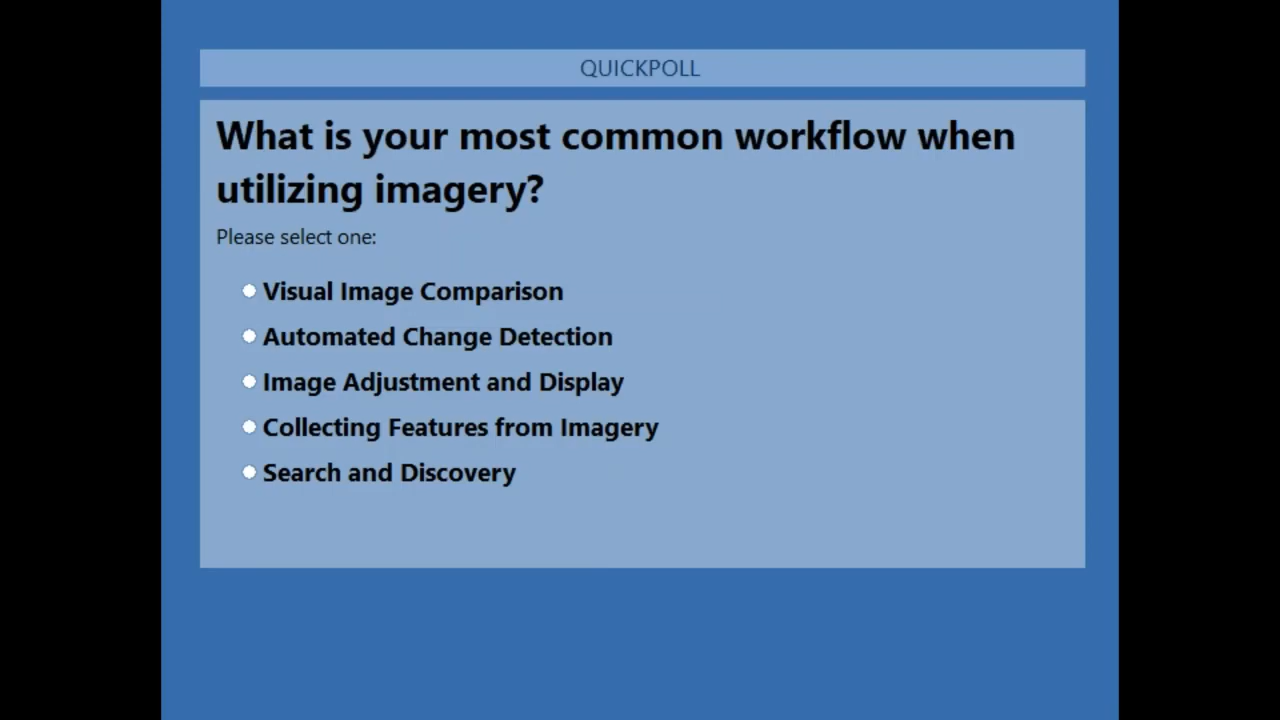 QUICKPOLL
What is your most common workflow when
utilizing imagery?
Please select one:
Visual Image Comparison
Automated Change Detection
Image Adjustment and Display
Collecting Features from Imagery
Search and Discovery